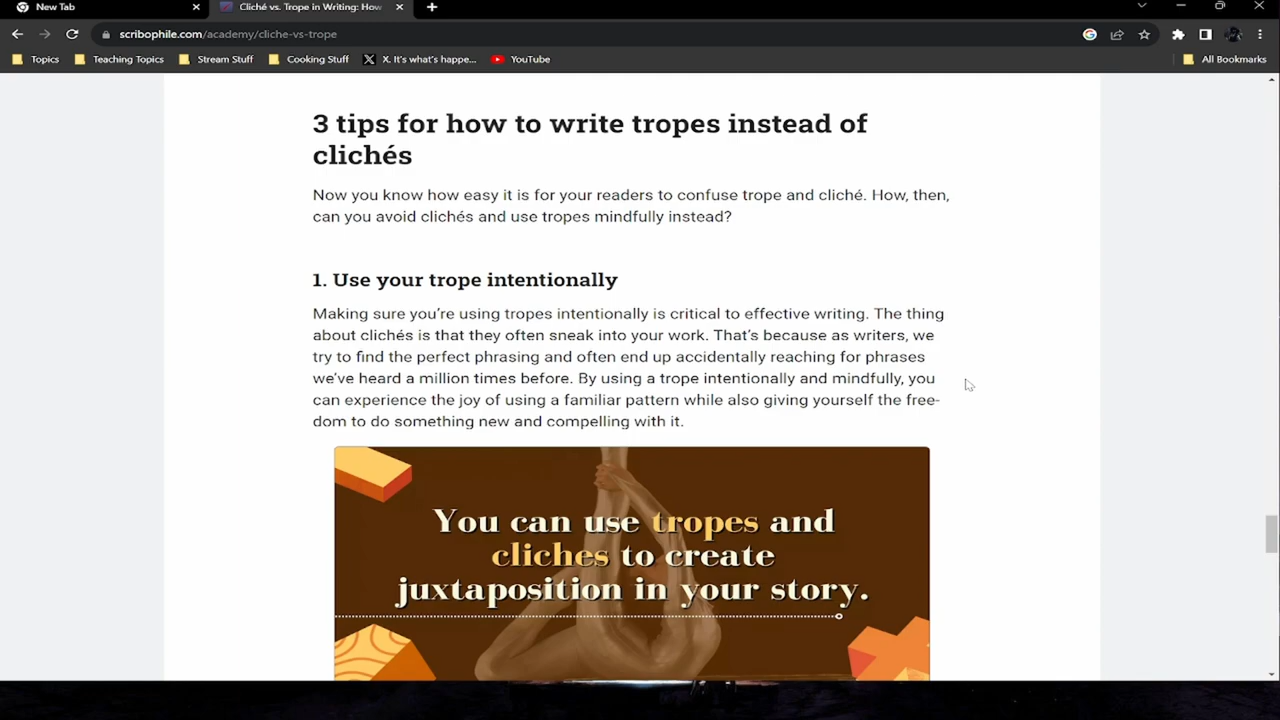 New Tab
Cliché vs. Trope in Writing: How
scribophile.com/academy/cliche-vs-trope
Topics
Teaching Topics
Stream Stuff
Cooking Stuff
X. It's what's happe...
YouTube
All Bookmarks
3 tips for how to write tropes instead of
clichés
Now you know how easy it is for your readers to confuse trope and cliché. How, then,
can you avoid clichés and use tropes mindfully instead?
1. Use your trope intentionally
Making sure you're using tropes intentionally is critical to effective writing. The thing
about clichés is that they often sneak into your work. That's because as writers, we
try to find the perfect phrasing and often end up accidentally reaching for phrases
we've heard a million times before. By using a trope intentionally and mindfully, you
can experience the joy of using a familiar pattern while also giving yourself the free-
dom to do something new and compelling with it.
You can use tropes and
cliches to create
juxtaposition in your story.